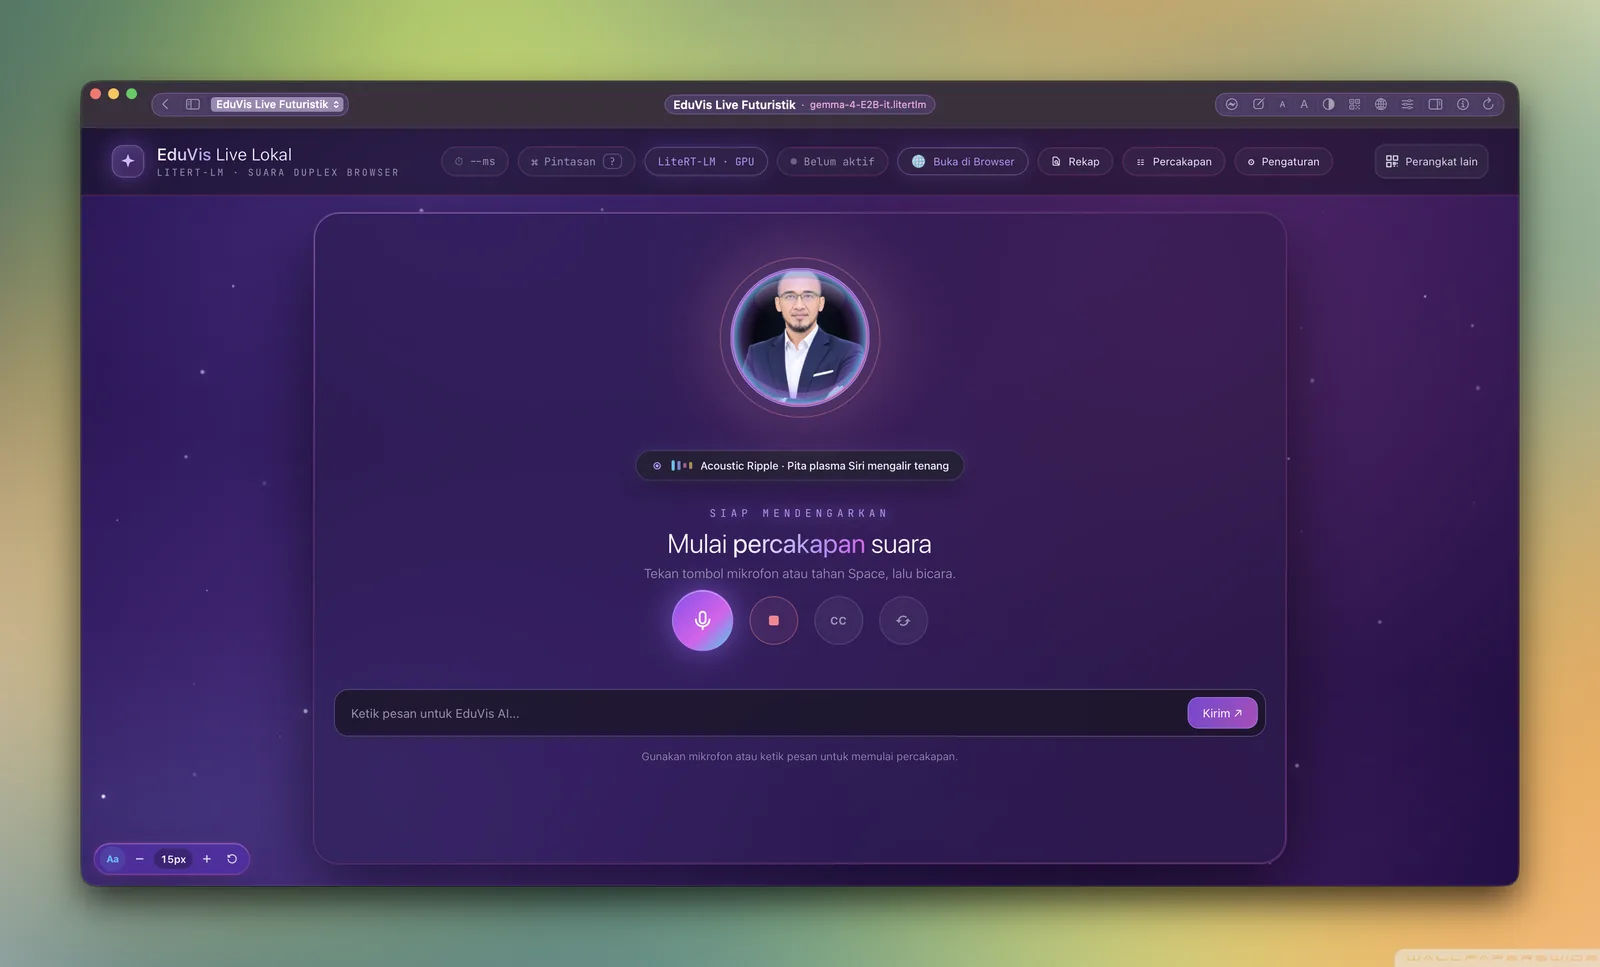 EduVis Live Futuristik
EduVis Live Futuristik · gemma-4-E2B-it.litertlm
A A
EduVis Live Lokal
LITERT-LM · SUARA DUPLEX BROWSER
--ms
⌘ Pintasan ?
LiteRT-LM · GPU
Belum aktif
Buka di Browser
Rekap
Percakapan
Pengaturan
Perangkat lain
Acoustic Ripple · Pita plasma Siri mengalir tenang
SIAP MENDENGARKAN
Mulai percakapan suara
Tekan tombol mikrofon atau tahan Space, lalu bicara.
CC
Ketik pesan untuk EduVis AI...
Kirim ↗
Gunakan mikrofon atau ketik pesan untuk memulai percakapan.
Aa − 15px +